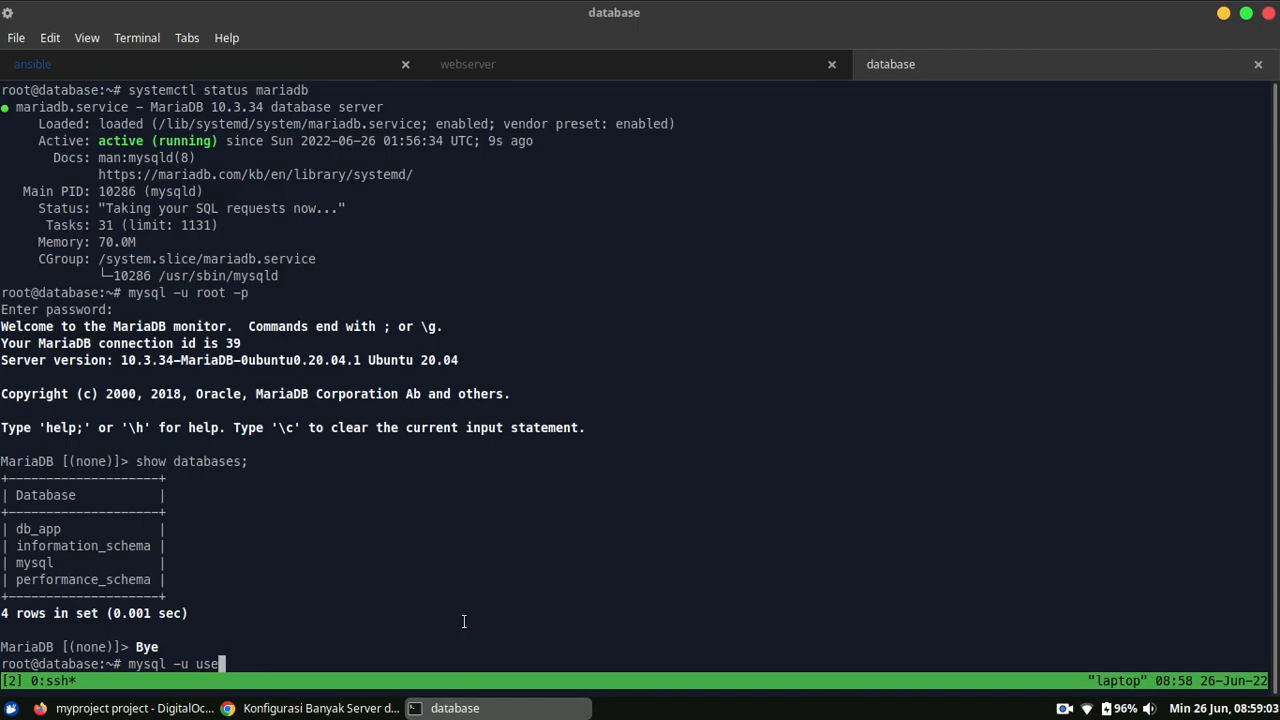 database
File Edit View Terminal Tabs Help
ansible webserver database
root@database:~# systemctl status mariadb
● mariadb.service - MariaDB 10.3.34 database server
Loaded: loaded (/lib/systemd/system/mariadb.service; enabled; vendor preset: enabled)
Active: active (running) since Sun 2022-06-26 01:56:34 UTC; 9s ago
Docs: man:mysqld(8)
https://mariadb.com/kb/en/library/systemd/
Main PID: 10286 (mysqld)
Status: "Taking your SQL requests now..."
Tasks: 31 (limit: 1131)
Memory: 70.0M
CGroup: /system.slice/mariadb.service
└─10286 /usr/sbin/mysqld
root@database:~# mysql -u root -p
Enter password:
Welcome to the MariaDB monitor.  Commands end with ; or \g.
Your MariaDB connection id is 39
Server version: 10.3.34-MariaDB-0ubuntu0.20.04.1 Ubuntu 20.04
Copyright (c) 2000, 2018, Oracle, MariaDB Corporation Ab and others.
Type 'help;' or '\h' for help. Type '\c' to clear the current input statement.
MariaDB [(none)]> show databases;
+--------------------+
| Database           |
+--------------------+
| db_app             |
| information_schema |
| mysql              |
| performance_schema |
+--------------------+
4 rows in set (0.001 sec)
MariaDB [(none)]> Bye
root@database:~# mysql -u use
[2] 0:ssh* "laptop" 08:58 26-Jun-22
myproject project - DigitalOc... Konfigurasi Banyak Server d... database 96% Min 26 Jun, 08:59:03